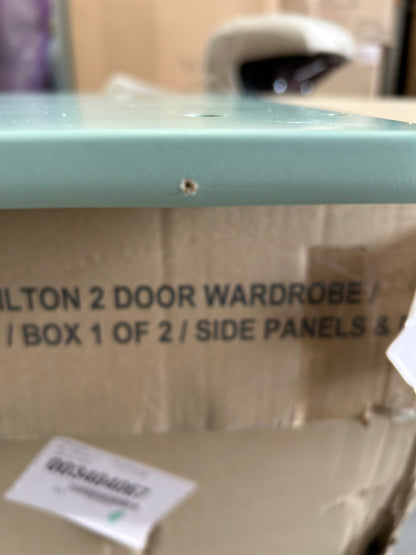 ILTON 2 DOOR WARDROBE /
/ BOX 1 OF 2 / SIDE PANELS &